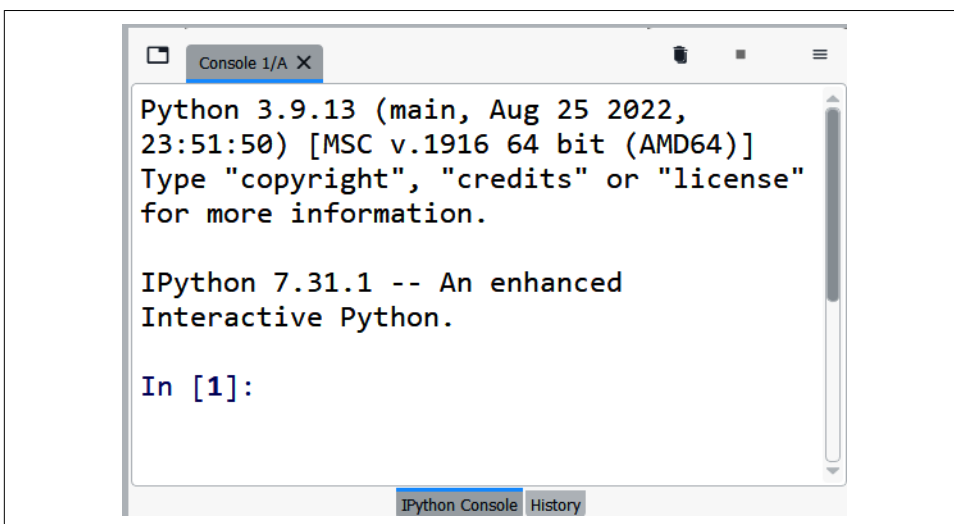 Console 1/A
Python 3.9.13 (main, Aug 25 2022,
23:51:50) [MSC v.1916 64 bit (AMD64)]
Type "copyright", "credits" or "license"
for more information.
IPython 7.31.1 -- An enhanced
Interactive Python.
In [1]:
IPython Console History